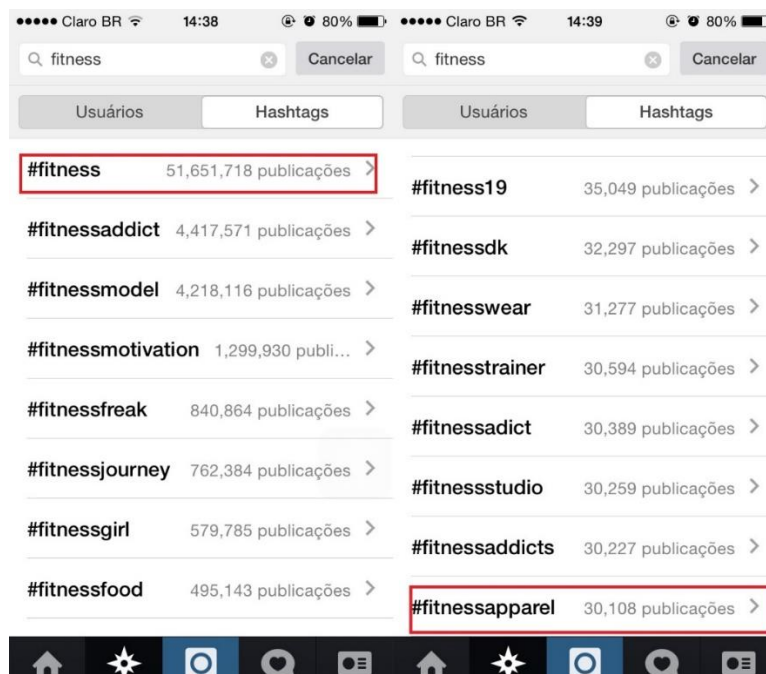 Claro BR 14:38 80%
fitness Cancelar
Usuários Hashtags
#fitness 51,651,718 publicações
#fitnessaddict 4,417,571 publicações
#fitnessmodel 4,218,116 publicações
#fitnessmotivation 1,299,930 publi...
#fitnessfreak 840,864 publicações
#fitnessjourney 762,384 publicações
#fitnessgirl 579,785 publicações
#fitnessfood 495,143 publicações
Claro BR 14:39 80%
fitness Cancelar
Usuários Hashtags
#fitness19 35,049 publicações
#fitnessdk 32,297 publicações
#fitnesswear 31,277 publicações
#fitnesstrainer 30,594 publicações
#fitnessadict 30,389 publicações
#fitnessstudio 30,259 publicações
#fitnessaddicts 30,227 publicações
#fitnessapparel 30,108 publicações